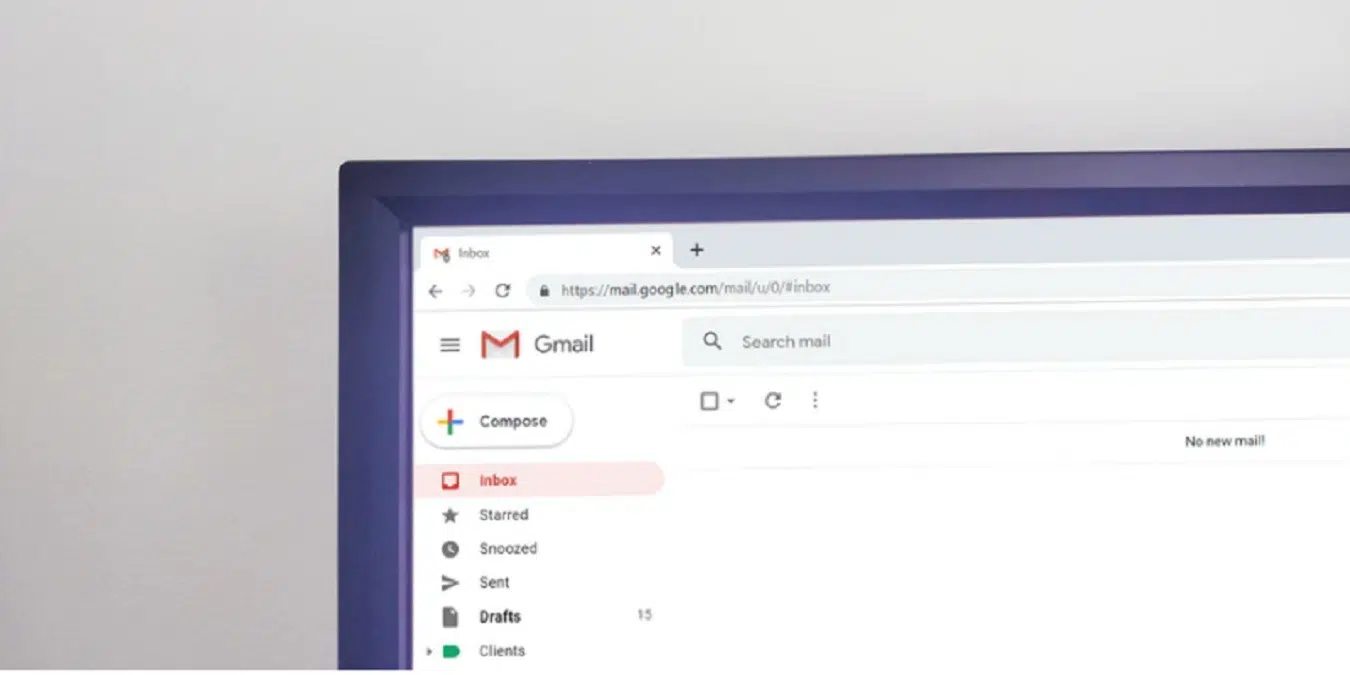 Inbox
https://mail.google.com/mail/u/0/#inbox
Gmail
Search mail
Compose
No new mail!
Inbox
Starred
Snoozed
Sent
Drafts 15
Clients